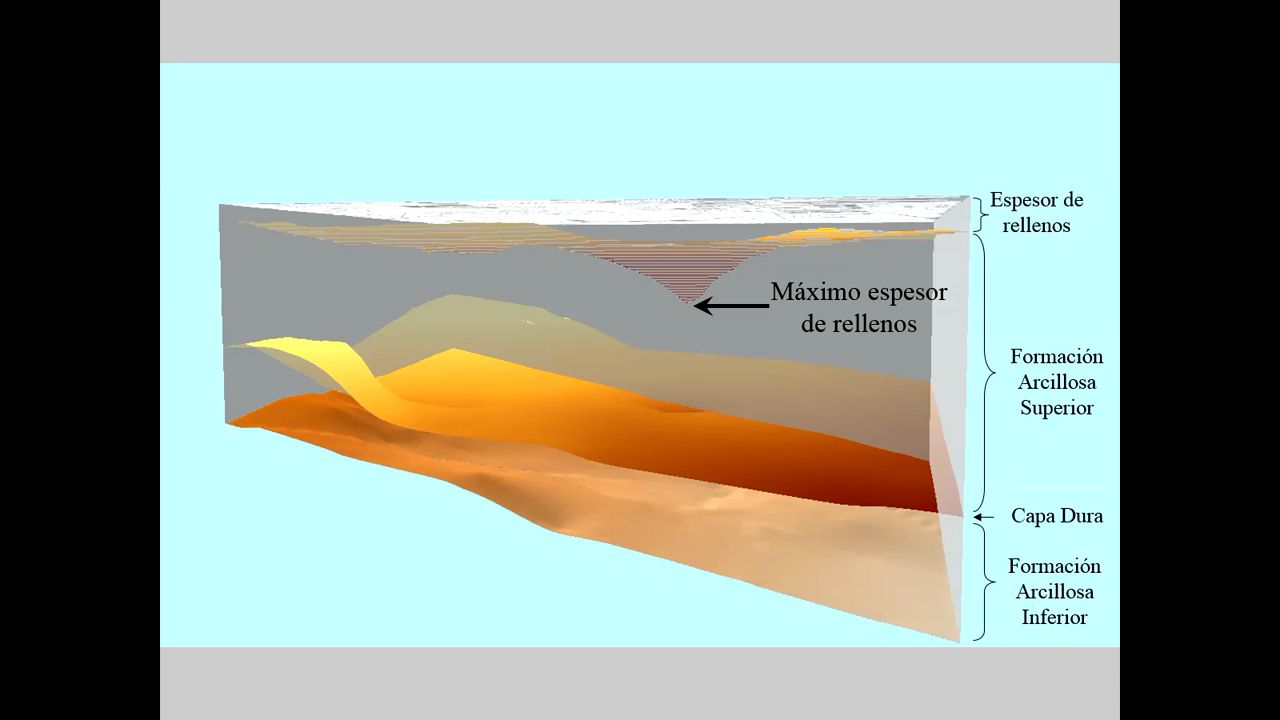 Espesor de
rellenos
Máximo espesor
de rellenos
Formación
Arcillosa
Superior
Capa Dura
Formación
Arcillosa
Inferior